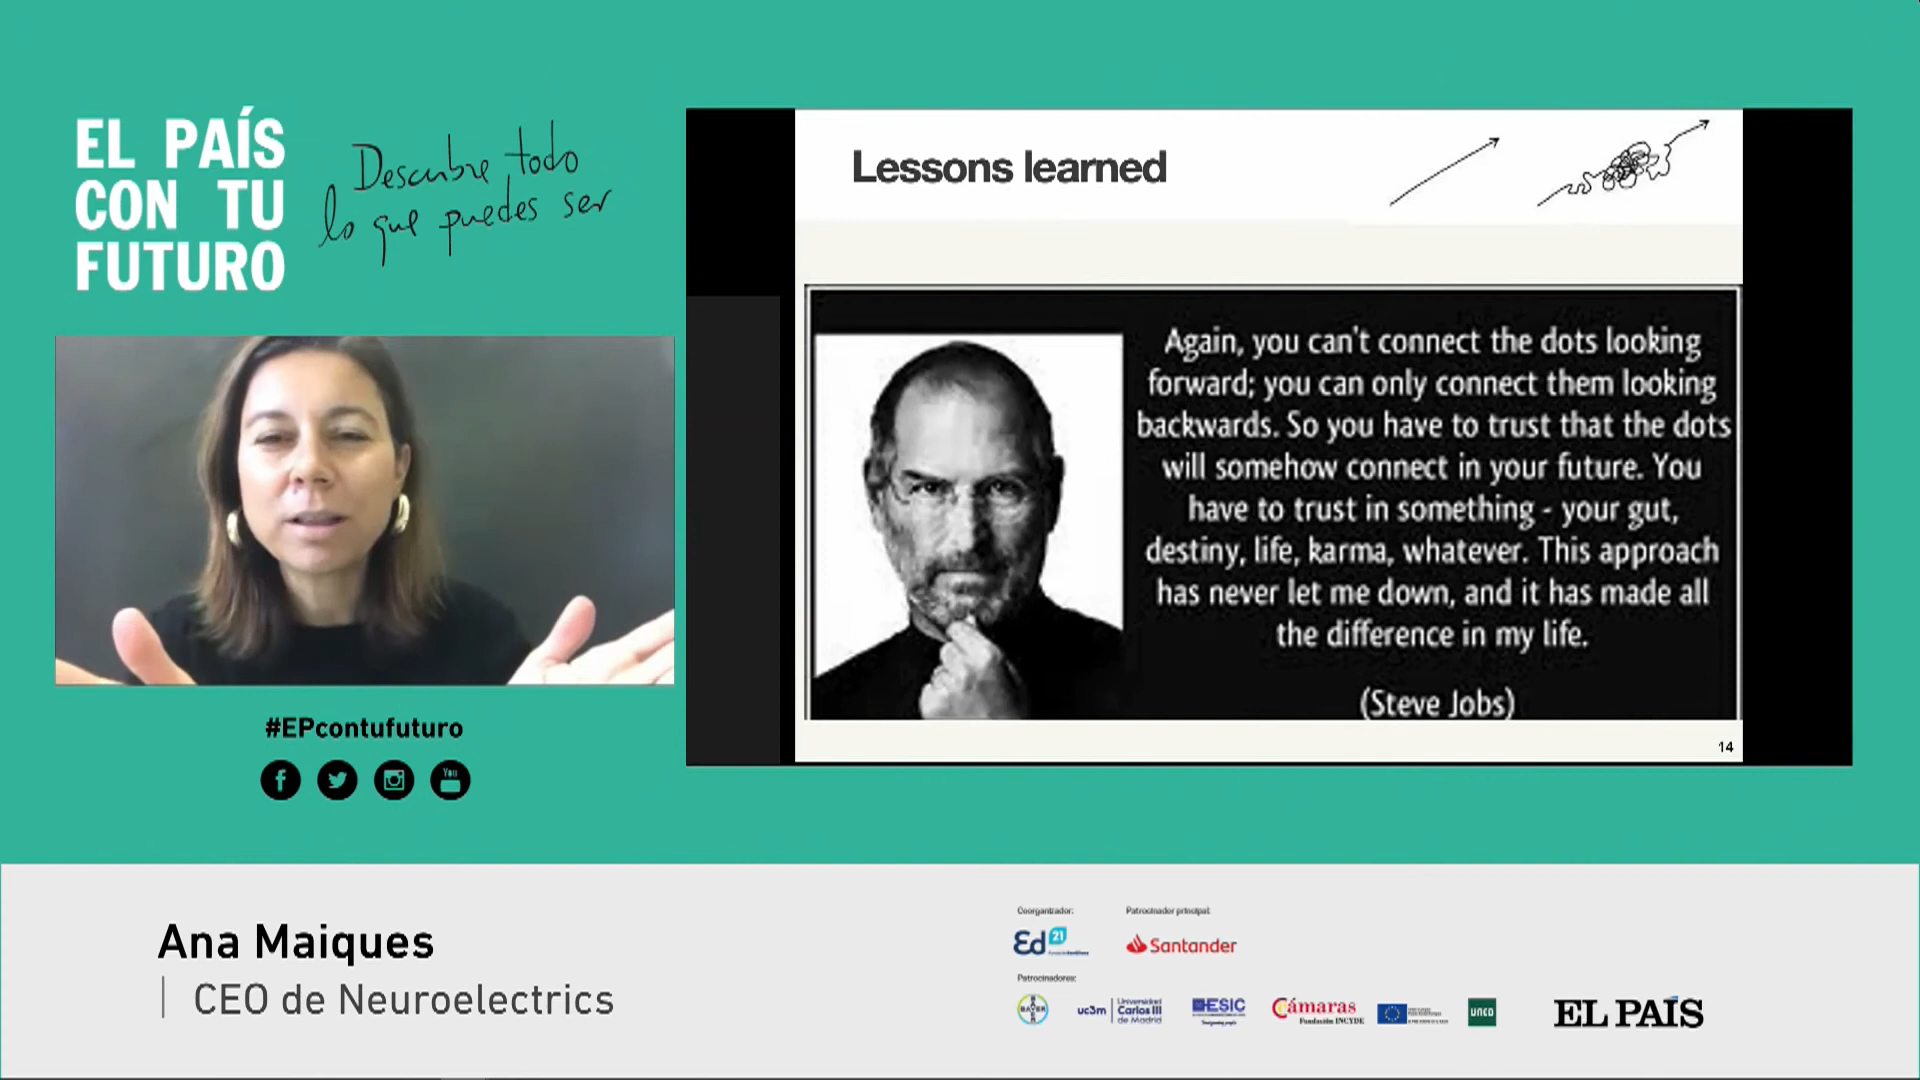 EL PAÍS
CON TU
FUTURO
Descubre todo
lo que puedes ser
Lessons learned
Again, you can't connect the dots looking
forward; you can only connect them looking
backwards. So you have to trust that the dots
will somehow connect in your future. You
have to trust in something - your gut,
destiny, life, karma, whatever. This approach
has never let me down, and it has made all
the difference in my life.
(Steve Jobs)
14
#EPcontufuturo
You
Ana Maiques
CEO de Neuroelectrics
Coorganizador:
Patrocinador principal:
Ed 21
Santander
Patrocinadores:
BAYER
uc3m
Universidad
Carlos III
de Madrid
ESIC
Cámaras
Fundación INCYDE
UNED
EL PAÍS